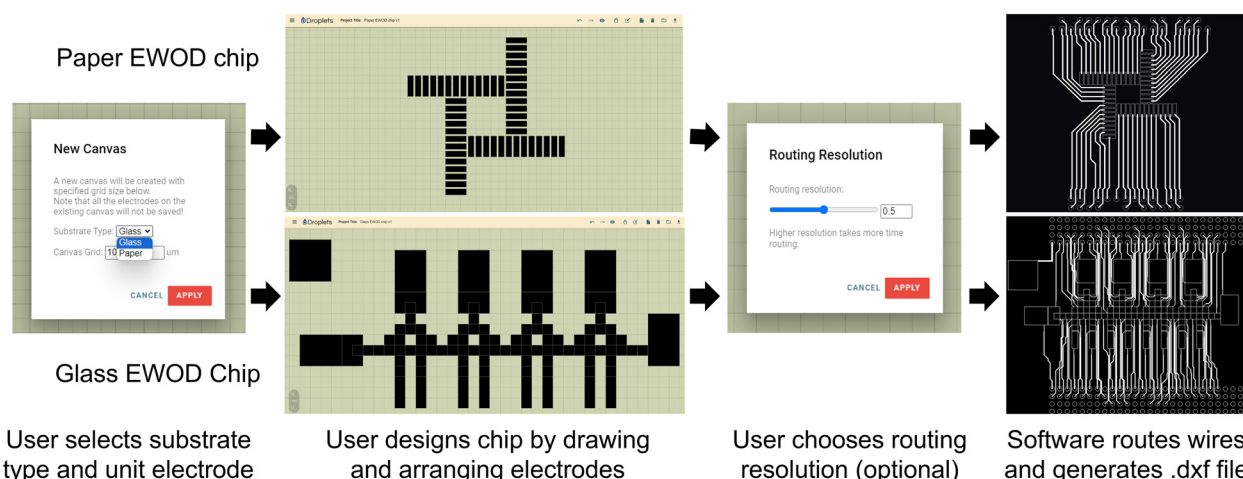 Paper EWOD chip
New Canvas
A new canvas will be created with
specified grid size below.
Note that all the electrodes on the
existing canvas will not be saved!
Substrate Type: Glass
Glass
Paper
Canvas Grid: 10 um
CANCEL APPLY
Glass EWOD Chip
User selects substrate
type and unit electrode
Droplets Project Title: Paper EWOD chip v1
Droplets Project Title: Glass EWOD chip v1
User designs chip by drawing
and arranging electrodes
Routing Resolution
Routing resolution:
0.5
Higher resolution takes more time
routing.
CANCEL APPLY
User chooses routing
resolution (optional)
Software routes wires
and generates .dxf file